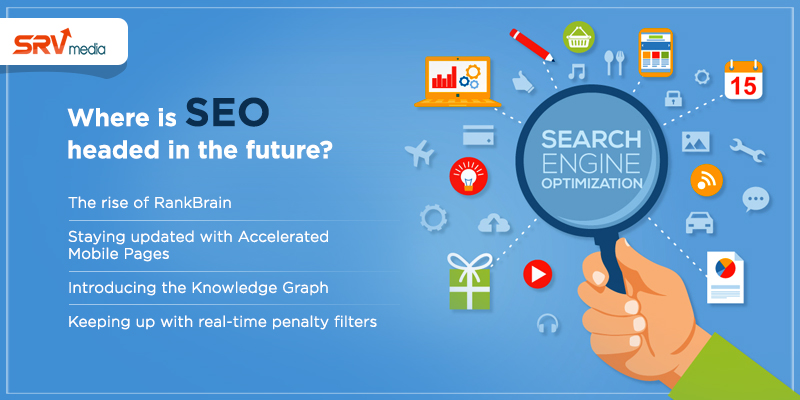 SRV media
Where is SEO
headed in the future?
The rise of RankBrain
Staying updated with Accelerated
Mobile Pages
Introducing the Knowledge Graph
Keeping up with real-time penalty filters
15
SEARCH
ENGINE
OPTIMIZATION